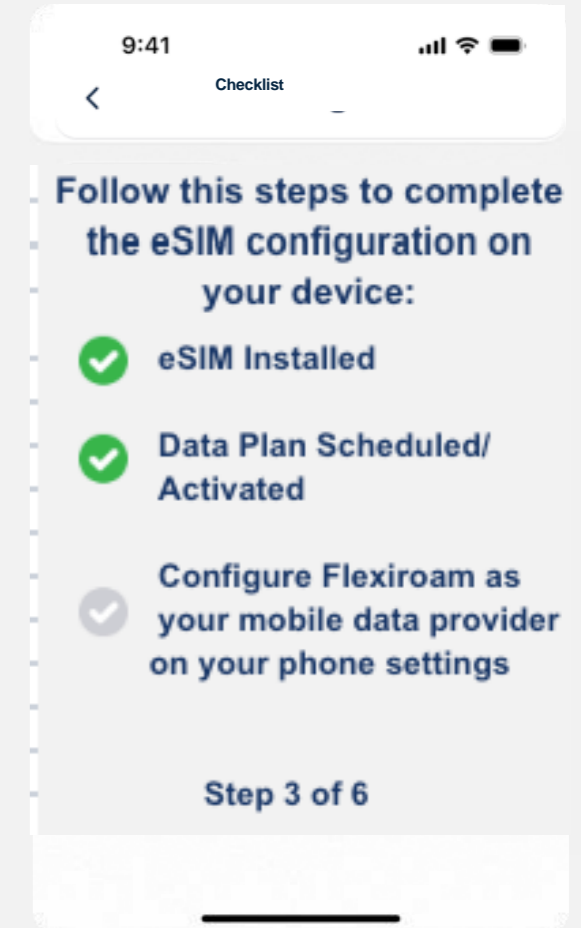 9:41
Checklist
Follow this steps to complete
the eSIM configuration on
your device:
eSIM Installed
Data Plan Scheduled/
Activated
Configure Flexiroam as
your mobile data provider
on your phone settings
Step 3 of 6